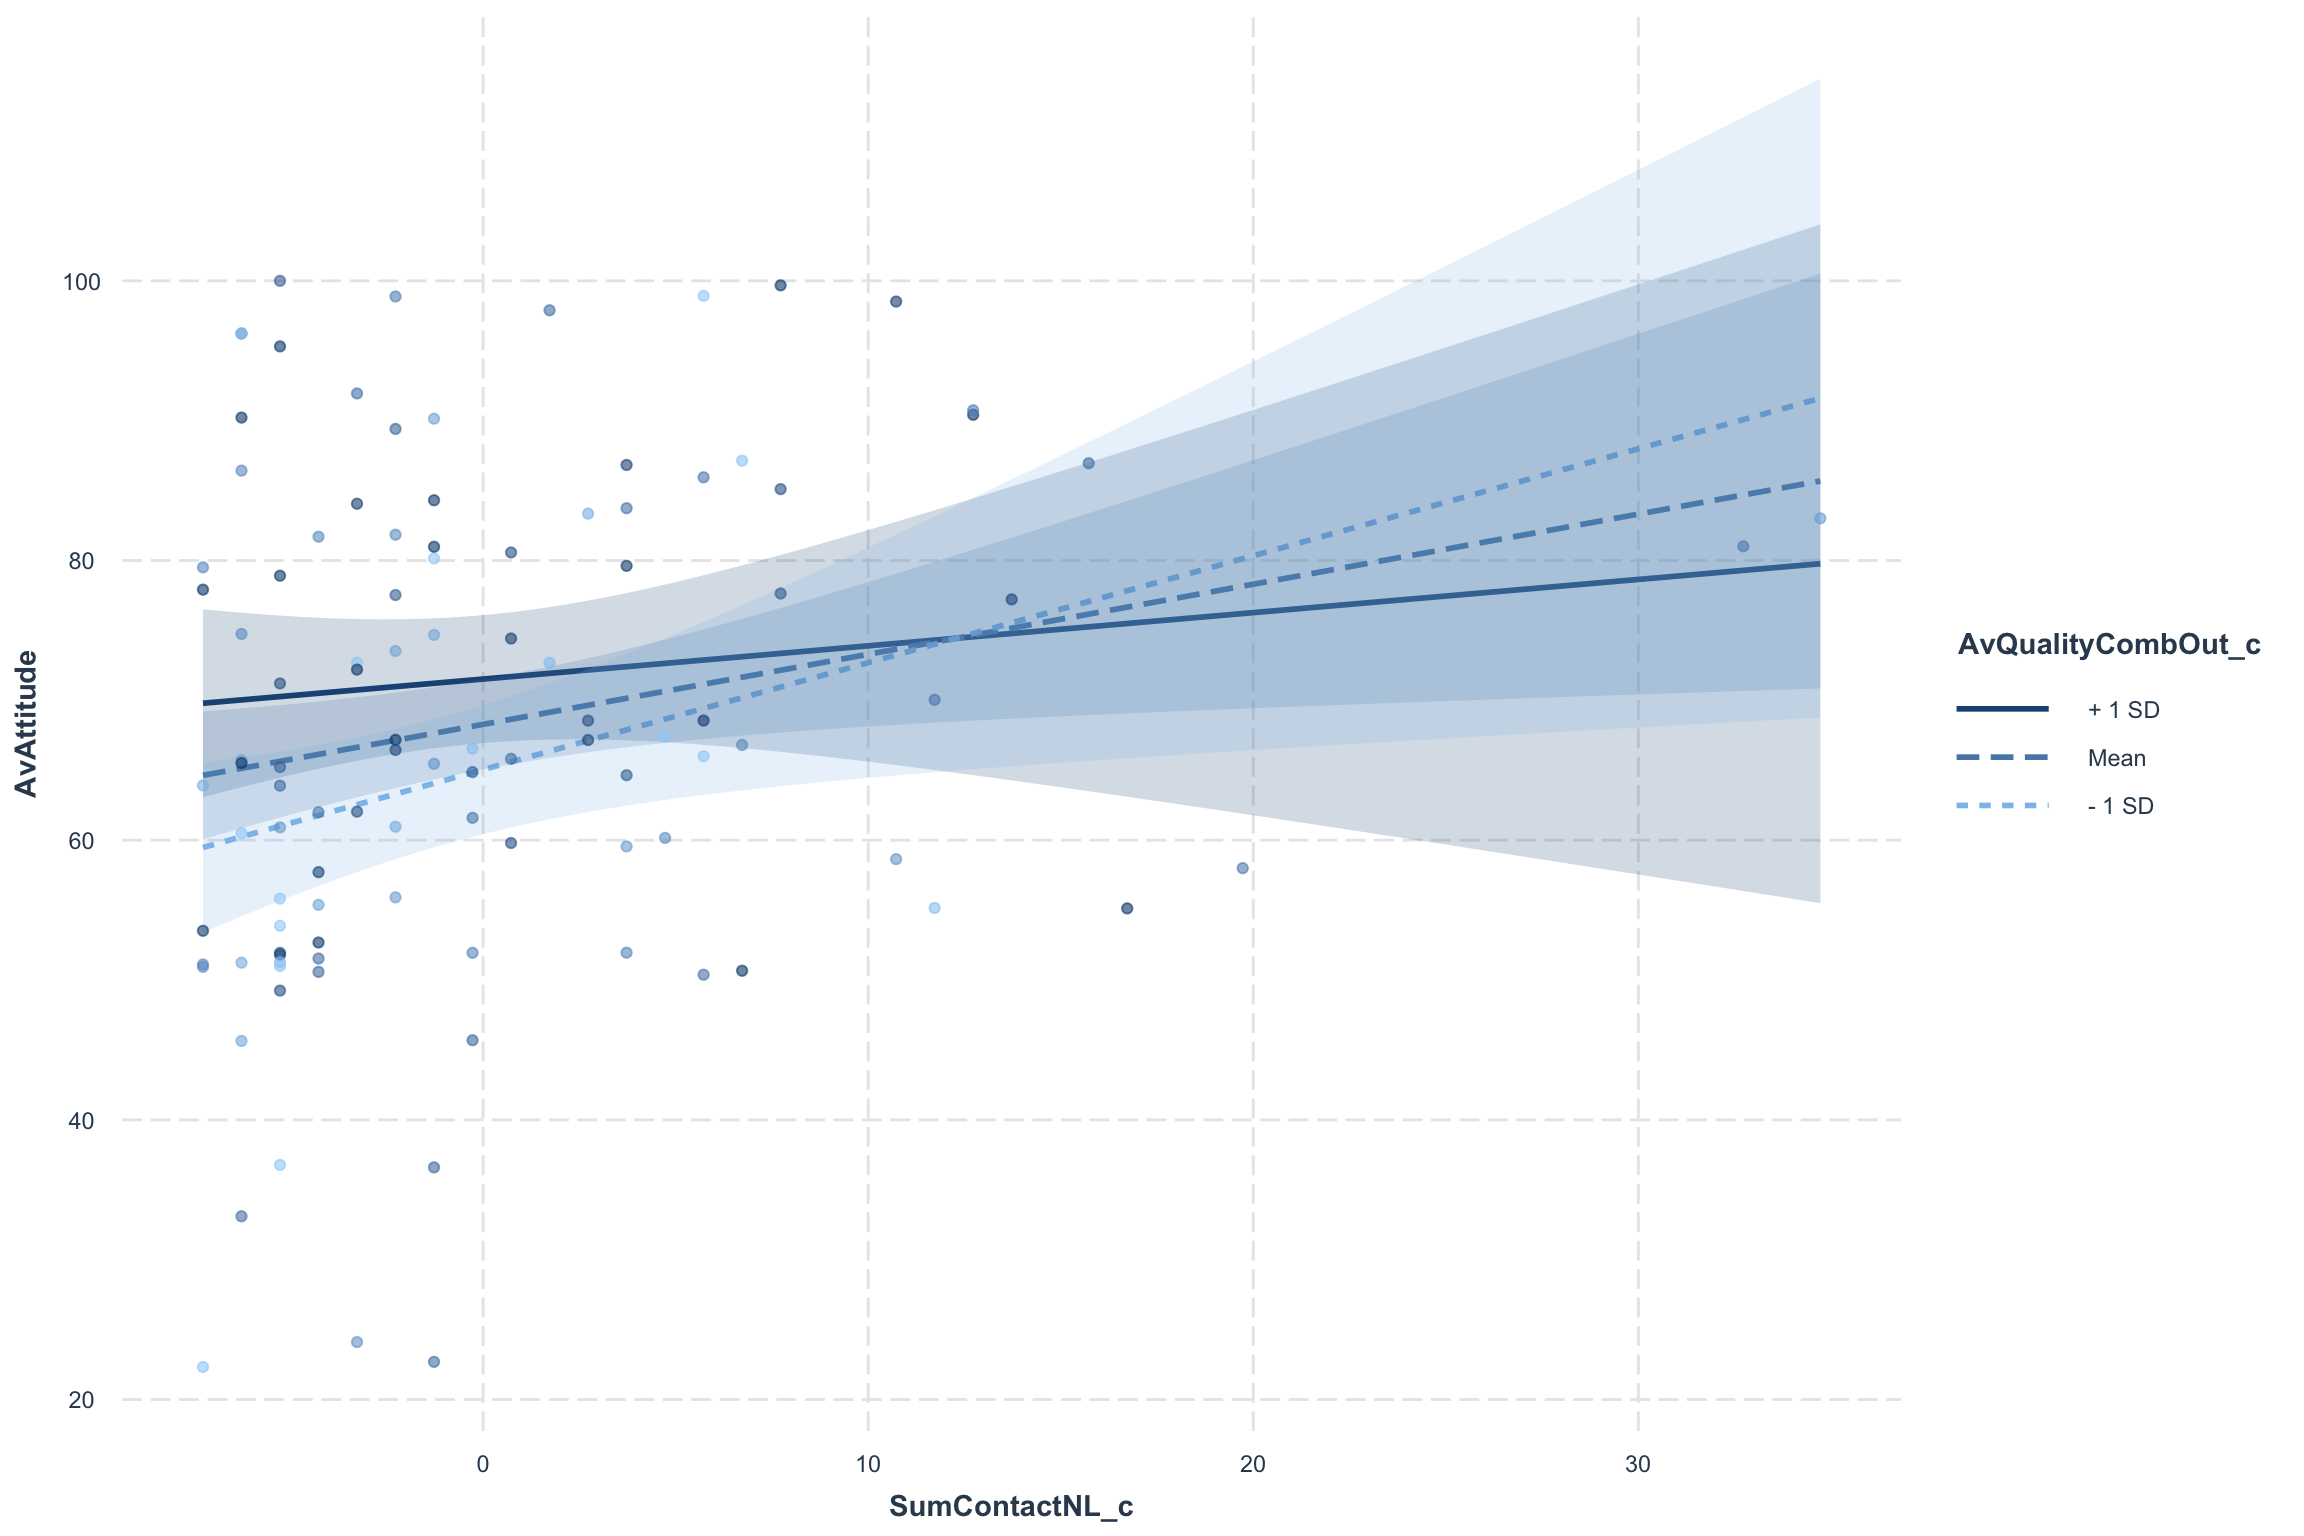 100
80
60
40
20
AvAttitude
0 10 20 30
SumContactNL_c
AvQualityCombOut_c
+ 1 SD
Mean
- 1 SD